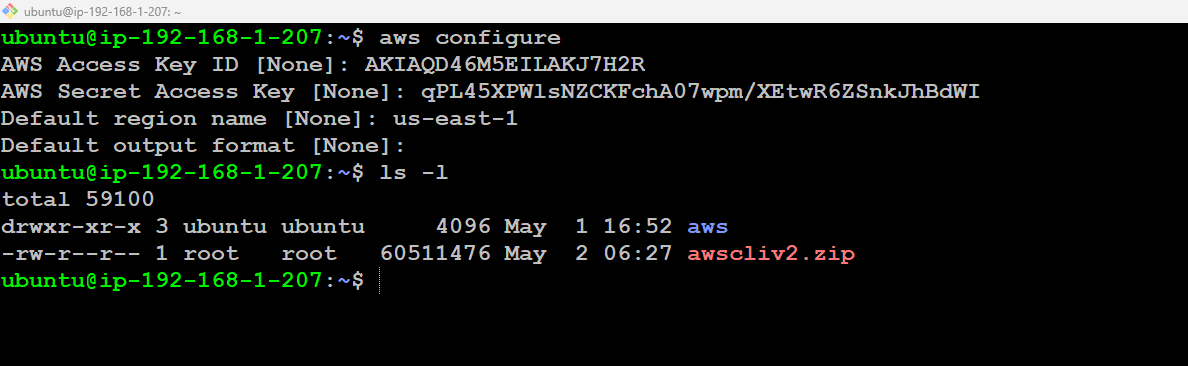 ubuntu@ip-192-168-1-207: ~
ubuntu@ip-192-168-1-207:~$ aws configure
AWS Access Key ID [None]: AKIAQD46M5EILAKJ7H2R
AWS Secret Access Key [None]: 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
Default region name [None]: us-east-1
Default output format [None]:
ubuntu@ip-192-168-1-207:~$ ls -l
total 59100
drwxr-xr-x 3 ubuntu ubuntu     4096 May  1 16:52 aws
-rw-r--r-- 1 root   root   60511476 May  2 06:27 awscliv2.zip
ubuntu@ip-192-168-1-207:~$